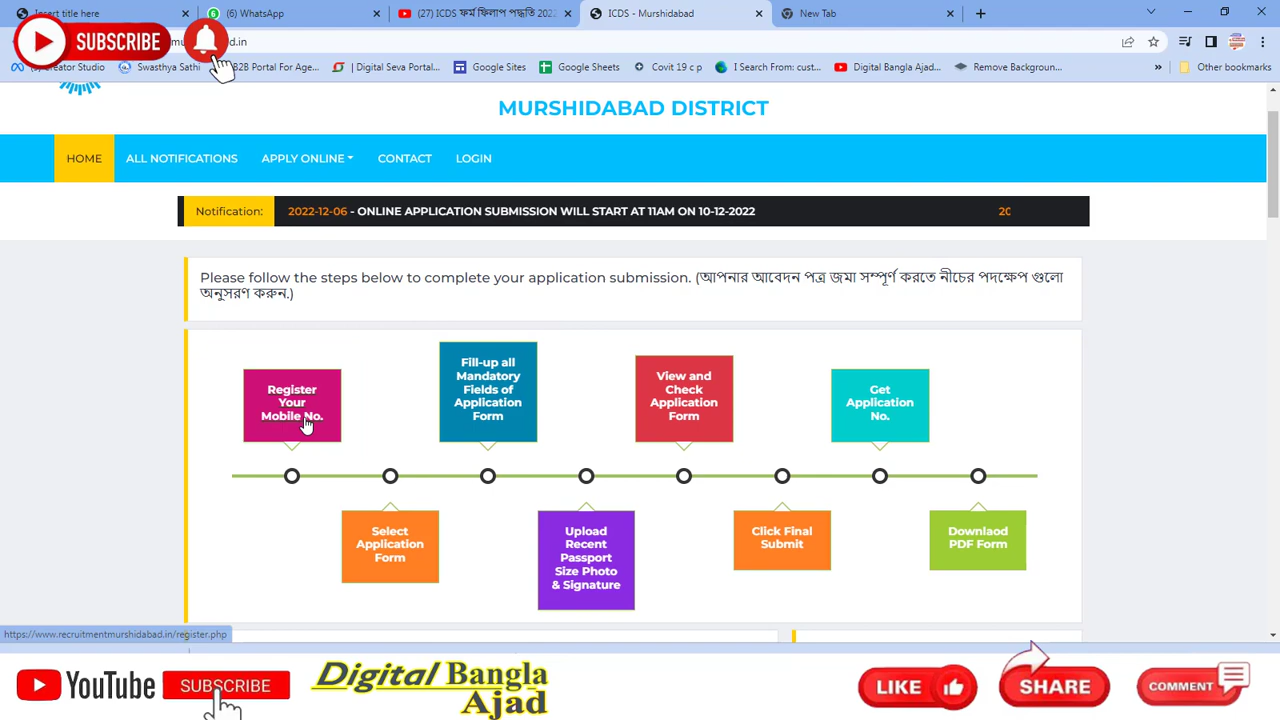 (6) WhatsApp
(27) ICDS ফর্ম ফিলাপ পদ্ধতি 2022
ICDS - Murshidabad
New Tab
SUBSCRIBE
d.in
Creator Studio
Swasthya Sathi
B2B Portal For Age...
| Digital Seva Portal...
Google Sites
Google Sheets
Covid 19 c p
I Search From: cust...
Digital Bangla Ajad...
Remove Backgroun...
»
Other bookmarks
MURSHIDABAD DISTRICT
HOME
ALL NOTIFICATIONS
APPLY ONLINE
CONTACT
LOGIN
Notification:
2022-12-06 - ONLINE APPLICATION SUBMISSION WILL START AT 11AM ON 10-12-2022
20
Please follow the steps below to complete your application submission. (আপনার আবেদন পত্র জমা সম্পূর্ণ করতে নীচের পদক্ষেপ গুলো
অনুসরণ করুন.)
Register
Your
Mobile No.
Fill-up all
Mandatory
Fields of
Application
Form
View and
Check
Application
Form
Get
Application
No.
Select
Application
Form
Upload
Recent
Passport
Size Photo
& Signature
Click Final
Submit
Downlaod
PDF Form
https://www.recruitmentmurshidabad.in/register.php
YouTube
SUBSCRIBE
Digital Bangla
Ajad
LIKE
SHARE
COMMENT